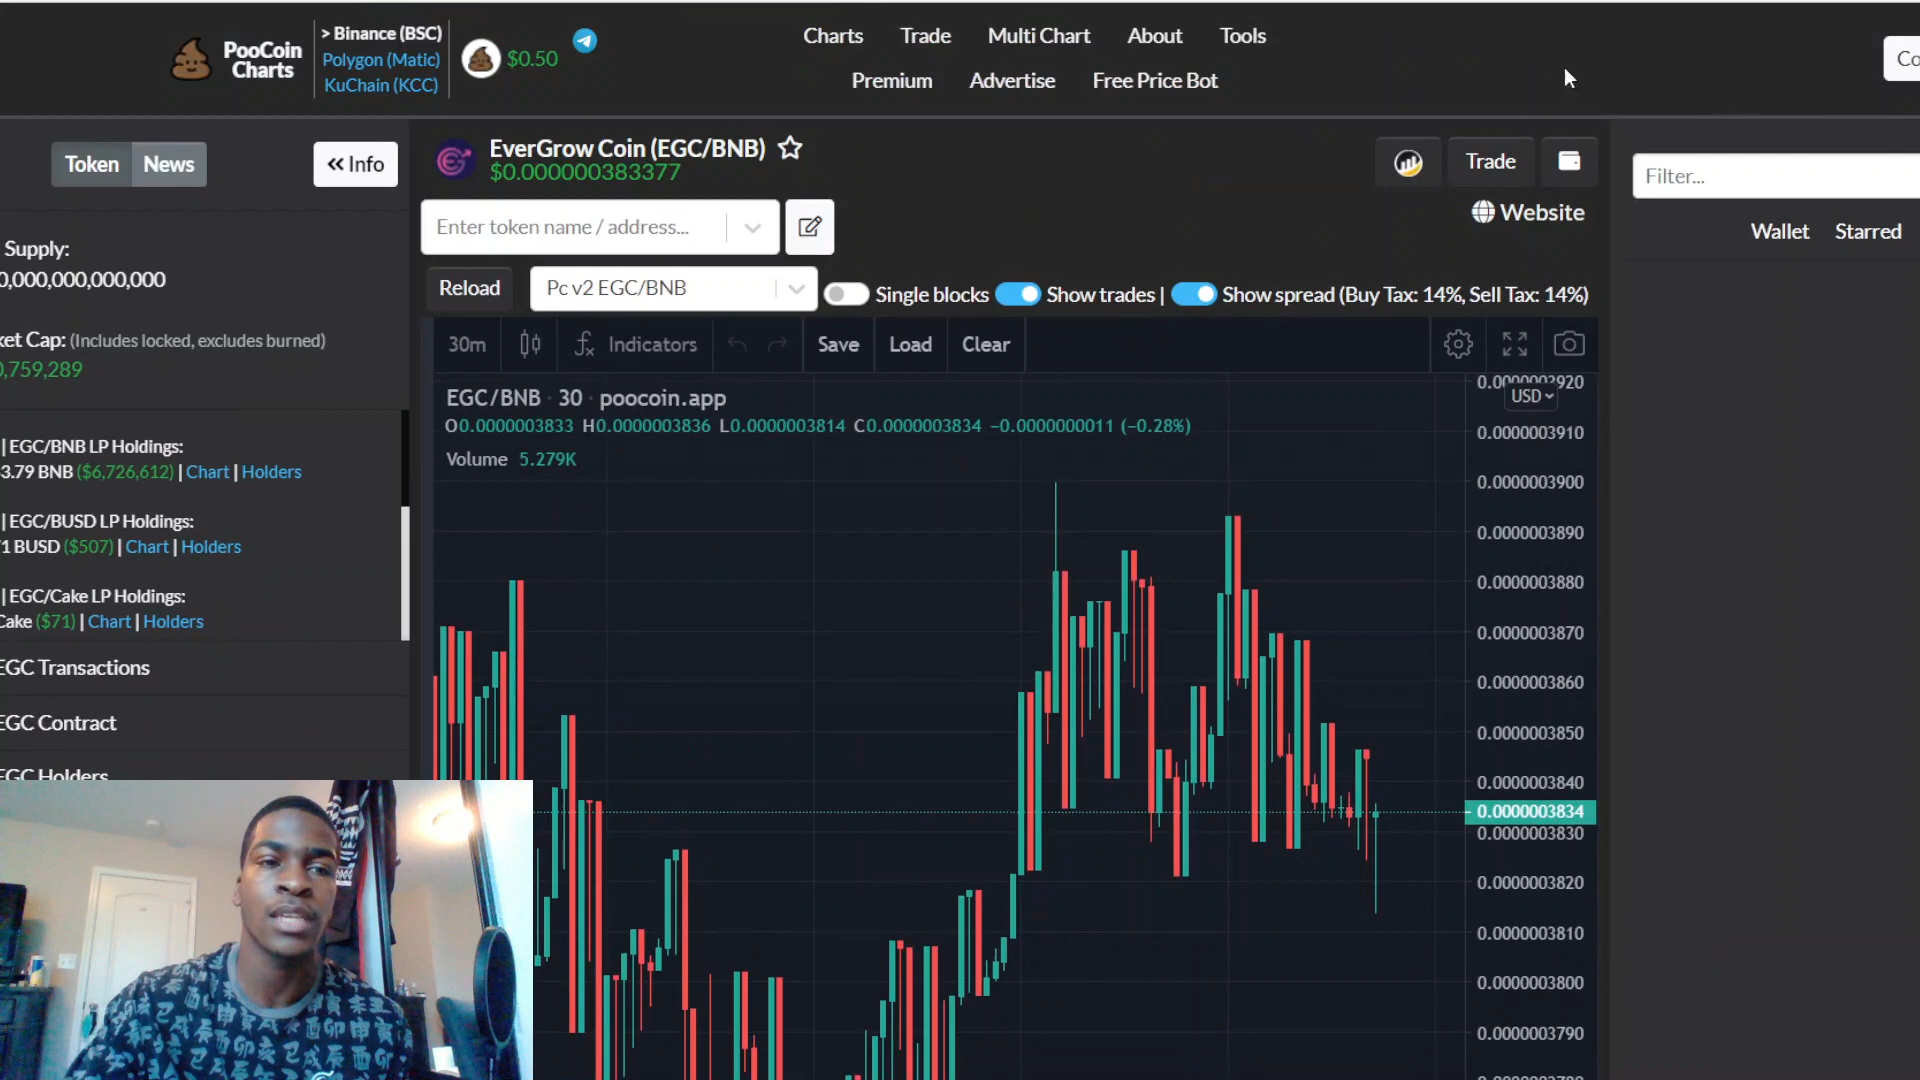 PooCoin
Charts
> Binance (BSC)
Polygon (Matic)
KuChain (KCC)
$0.50
Charts Trade Multi Chart About Tools
Premium Advertise Free Price Bot
Co
Token News
Info
EverGrow Coin (EGC/BNB)
$0.000000383377
Trade
Website
Filter...
Wallet Starred
Enter token name / address...
Supply:
0,000,000,000,000
ket Cap: (Includes locked, excludes burned)
0,759,289
| EGC/BNB LP Holdings:
3.79 BNB ($6,726,612) | Chart | Holders
| EGC/BUSD LP Holdings:
1 BUSD ($507) | Chart | Holders
| EGC/Cake LP Holdings:
Cake ($71) | Chart | Holders
EGC Transactions
EGC Contract
EGC Holders
Reload Pc v2 EGC/BNB Single blocks Show trades | Show spread (Buy Tax: 14%, Sell Tax: 14%)
30m Indicators Save Load Clear
EGC/BNB · 30 · poocoin.app
O0.0000003833 H0.0000003836 L0.0000003814 C0.0000003834 −0.0000000011 (−0.28%)
Volume 5.279K
0.0000003920
USD
0.0000003910
0.0000003900
0.0000003890
0.0000003880
0.0000003870
0.0000003860
0.0000003850
0.0000003840
0.0000003834
0.0000003830
0.0000003820
0.0000003810
0.0000003800
0.0000003790